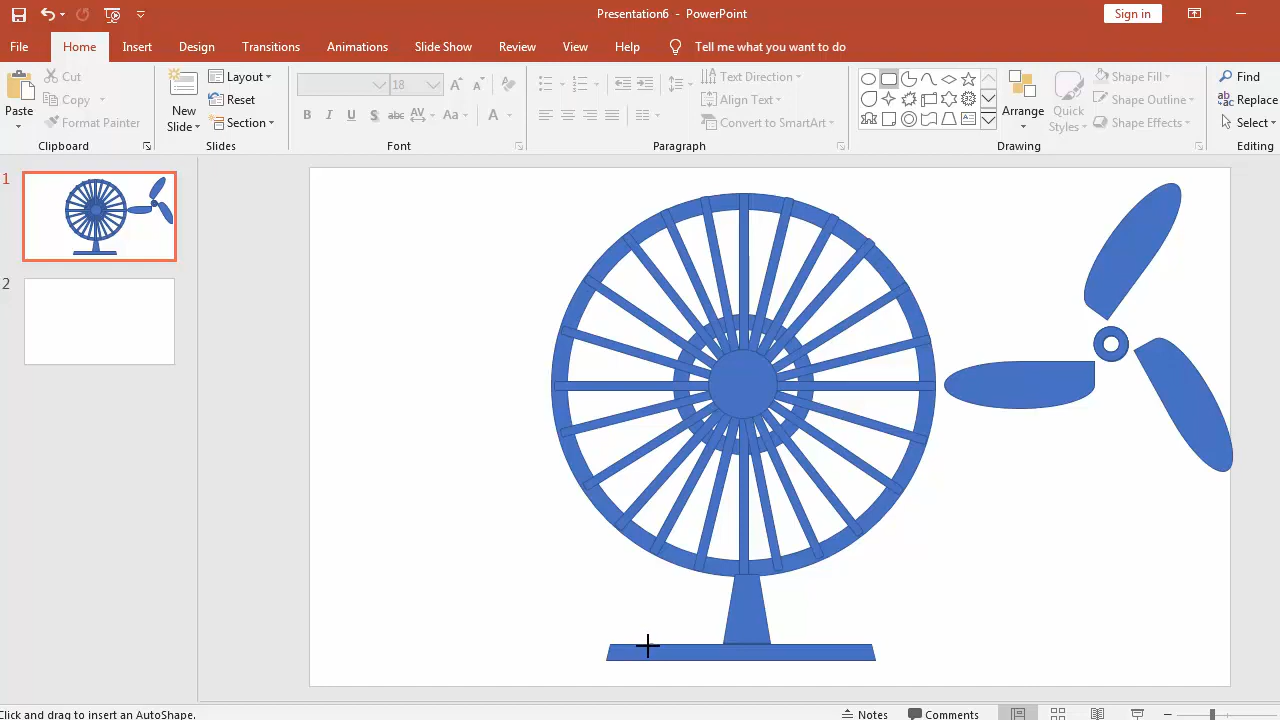 Presentation6 - PowerPoint
Sign in
File Home Insert Design Transitions Animations Slide Show Review View Help Tell me what you want to do
Paste
Cut
Copy
Format Painter
Clipboard
New Slide
Layout
Reset
Section
Slides
18
B I U S abc AV Aa A
Font
Text Direction
Align Text
Convert to SmartArt
Paragraph
Arrange
Quick Styles
Shape Fill
Shape Outline
Shape Effects
Drawing
Find
Replace
Select
Editing
1
2
Click and drag to insert an AutoShape.
Notes
Comments